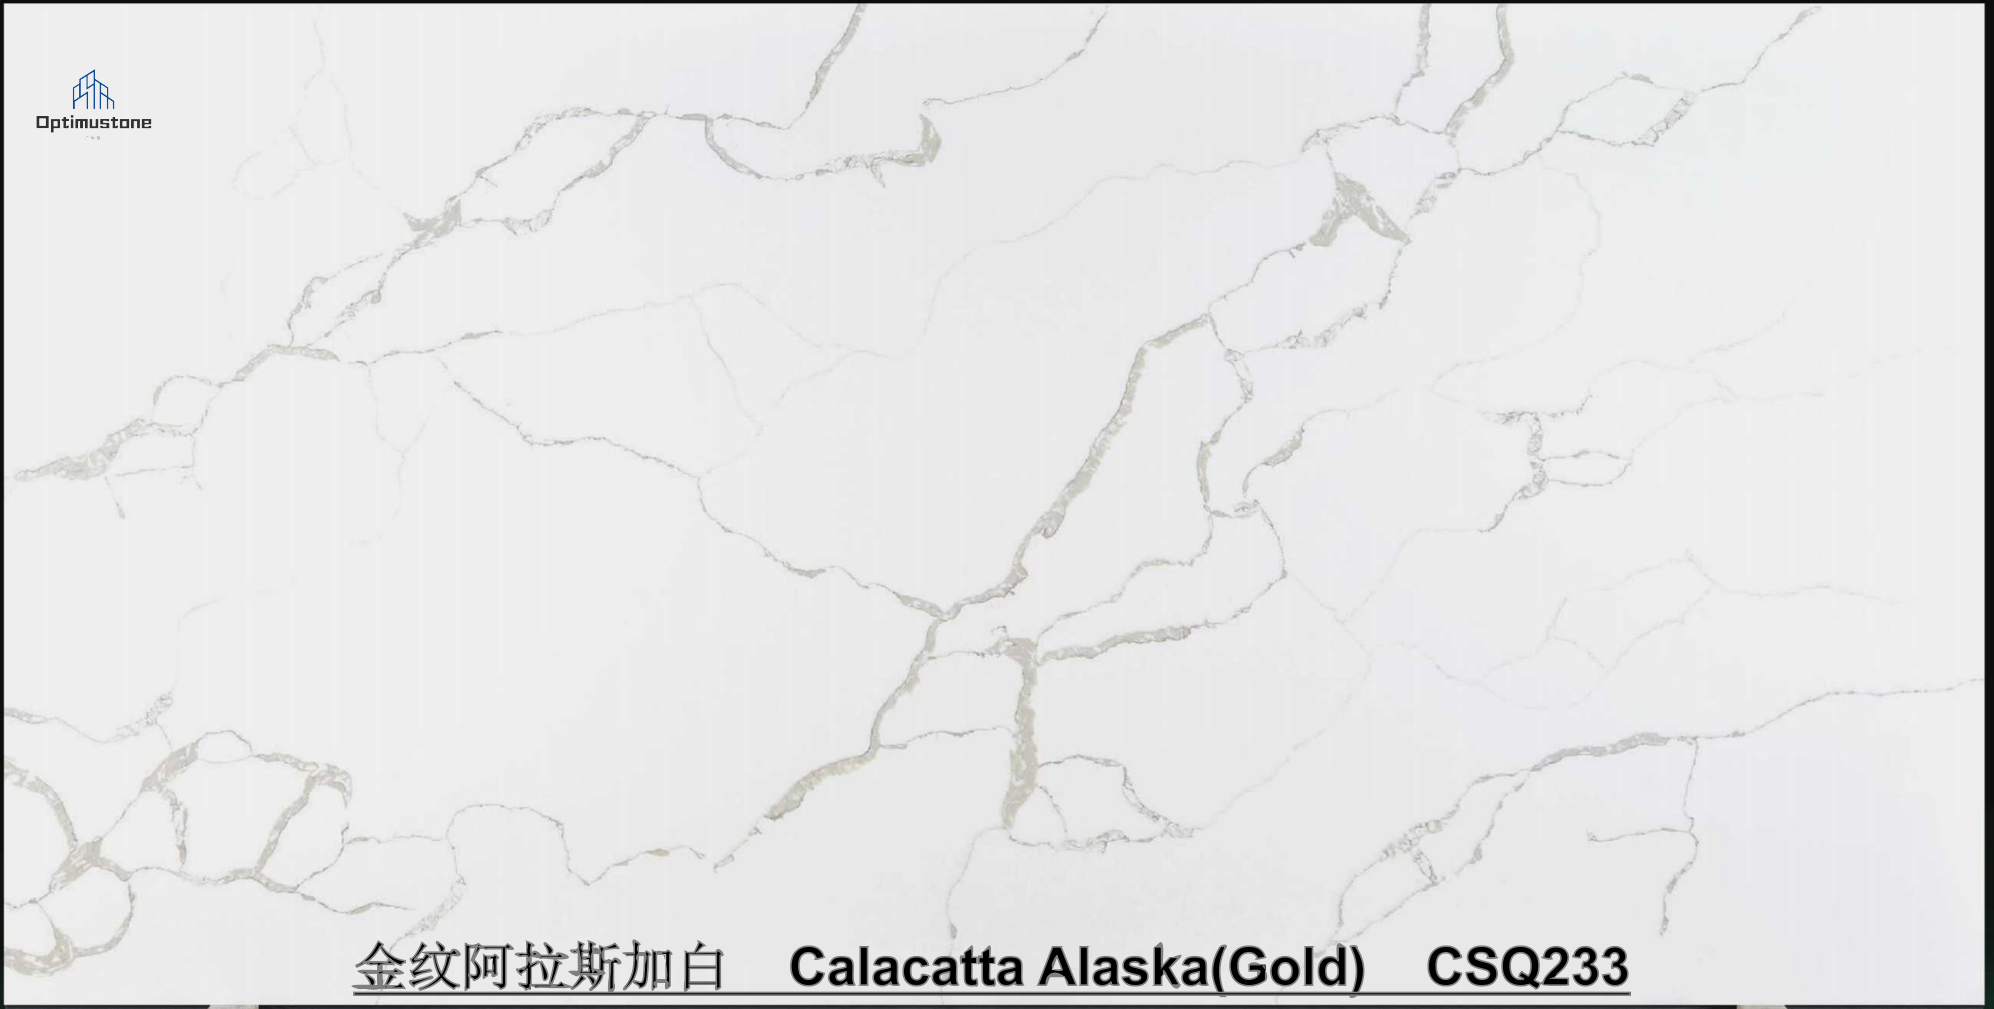 Optimustone
金纹阿拉斯加白 Calacatta Alaska(Gold) CSQ233